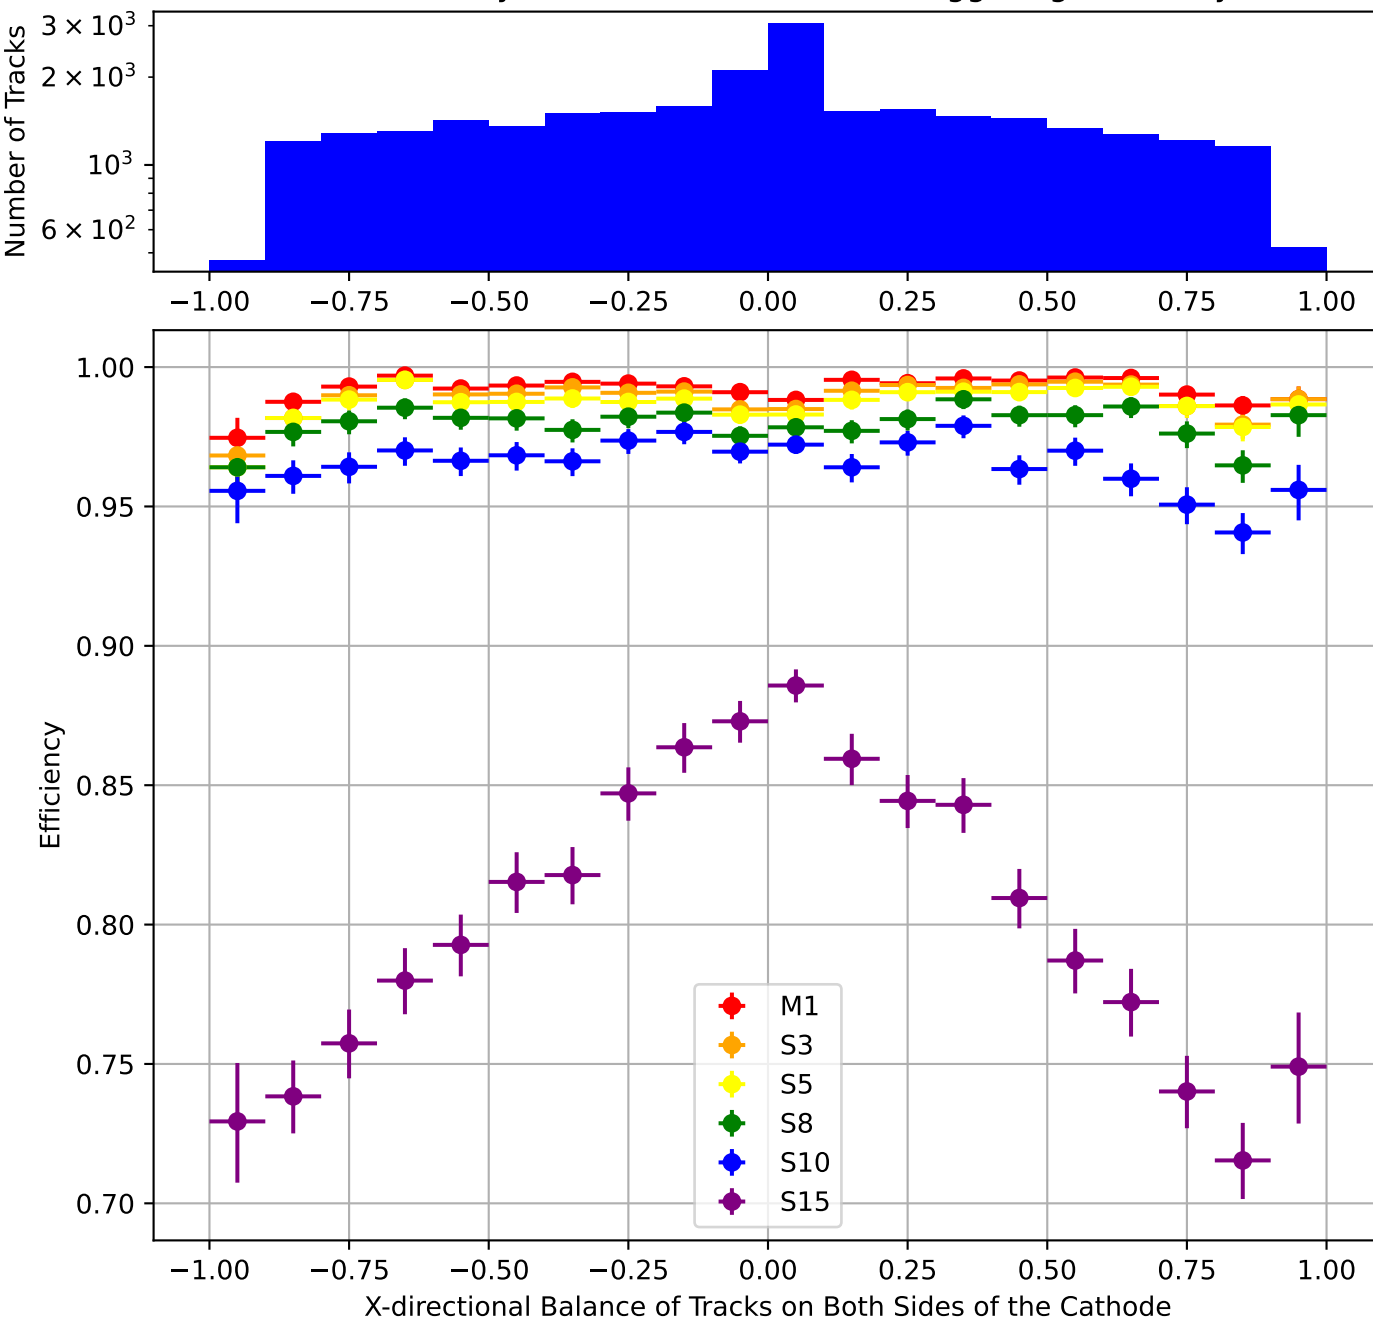 Number of Tracks
3 × 10³
2 × 10³
10³
6 × 10²
−1.00 −0.75 −0.50 −0.25 0.00 0.25 0.50 0.75 1.00
Efficiency
1.00
0.95
0.90
0.85
0.80
0.75
0.70
M1
S3
S5
S8
S10
S15
−1.00 −0.75 −0.50 −0.25 0.00 0.25 0.50 0.75 1.00
X-directional Balance of Tracks on Both Sides of the Cathode